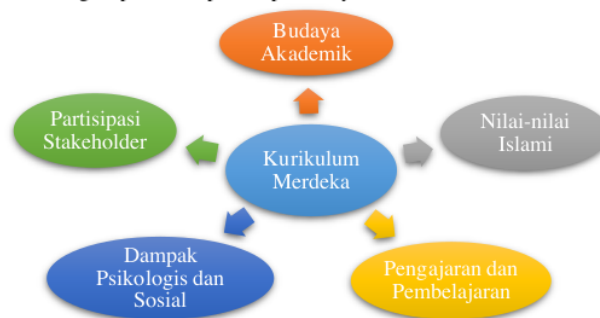 Budaya
Akademik
Partisipasi
Stakeholder
Nilai-nilai
Islami
Kurikulum
Merdeka
Dampak
Psikologis dan
Sosial
Pengajaran dan
Pembelajaran